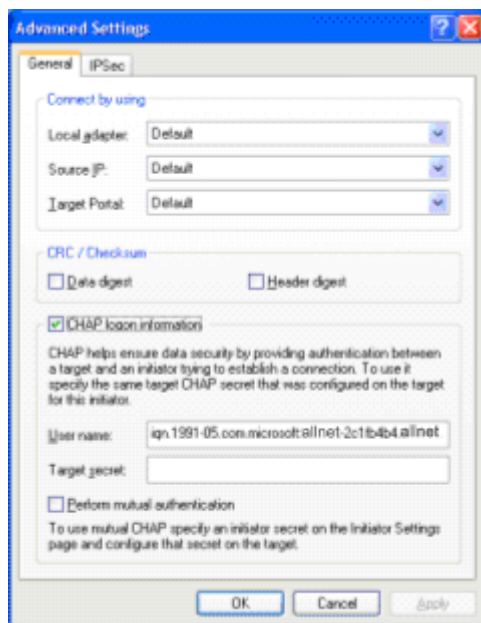 Advanced Settings
General IPSec
Connect by using
Local adapter: Default
Source IP: Default
Target Portal: Default
CRC / Checksum
Data digest Header digest
CHAP logon information
CHAP helps ensure data security by providing authentication between
a target and an initiator trying to establish a connection. To use it
specify the same target CHAP secret that was configured on the target
for this initiator.
User name: iqn.1991-05.com.microsoft:allnet-2c1fb4b4.allnet
Target secret:
Perform mutual authentication
To use mutual CHAP specify an initiator secret on the Initiator Settings
page and configure that secret on the target.
OK Cancel Apply